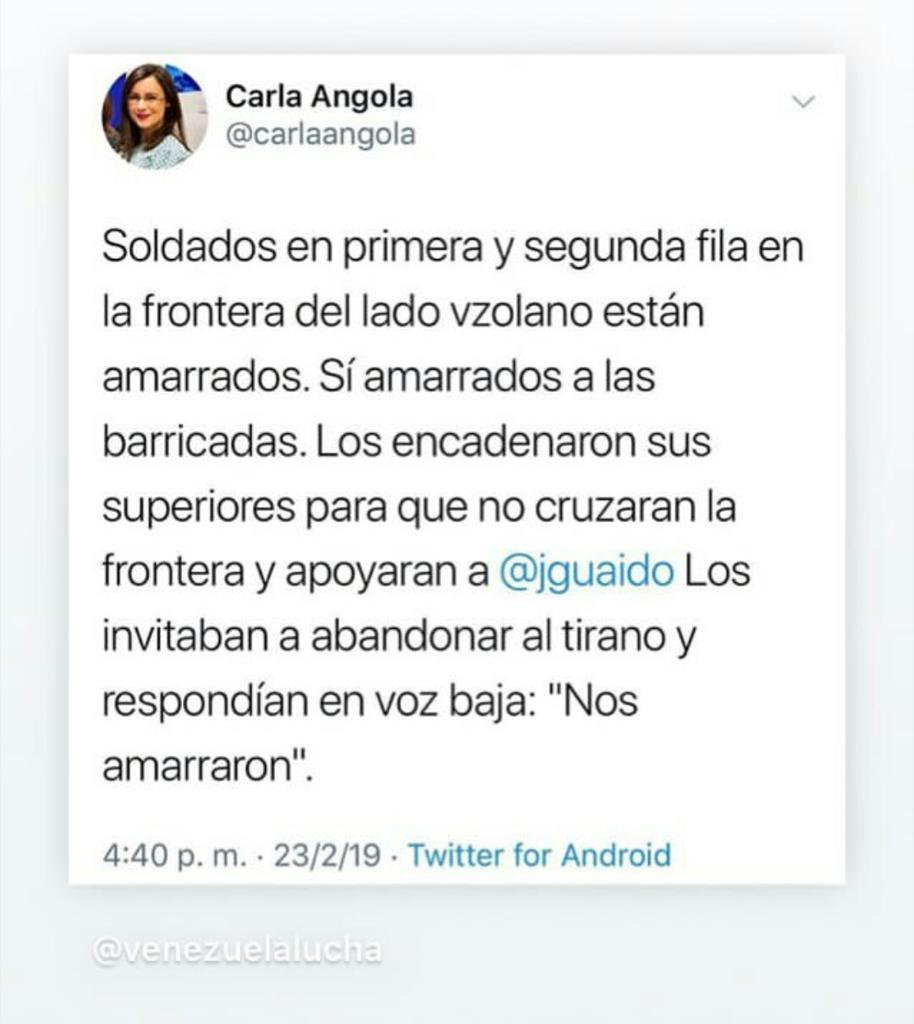 Carla Angola
@carlaangola
Soldados en primera y segunda fila en
la frontera del lado vzolano están
amarrados. Sí amarrados a las
barricadas. Los encadenaron sus
superiores para que no cruzaran la
frontera y apoyaran a @jguaido Los
invitaban a abandonar al tirano y
respondían en voz baja: "Nos
amarraron".
4:40 p. m. · 23/2/19 · Twitter for Android
@venezuelalucha